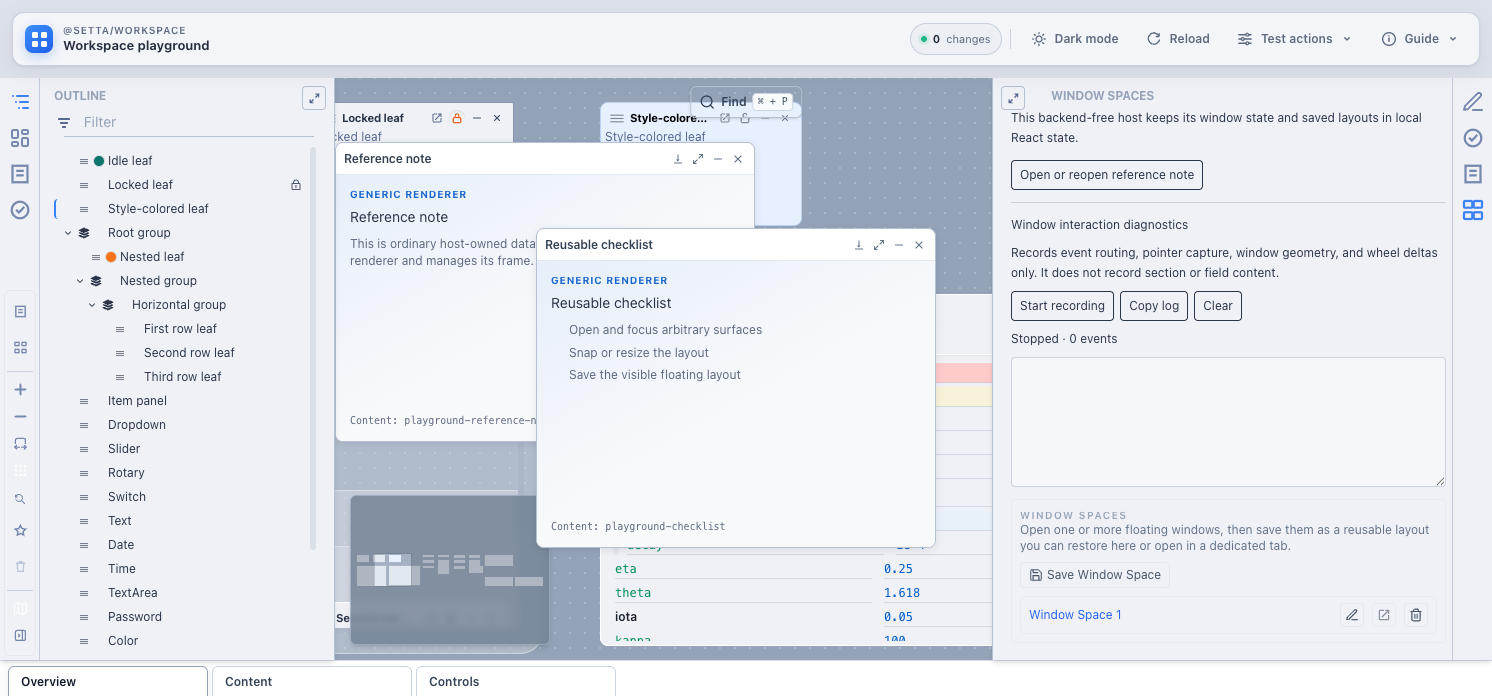 @SETTA/WORKSPACE
Workspace playground
0 changes
Dark mode
Reload
Test actions
Guide
OUTLINE
Filter
Idle leaf
Locked leaf
Style-colored leaf
Root group
Nested leaf
Nested group
Horizontal group
First row leaf
Second row leaf
Third row leaf
Item panel
Dropdown
Slider
Rotary
Switch
Text
Date
Time
TextArea
Password
Color
Locked leaf
Style-colore...
Style-colored leaf
Find ⌘ + P
Reference note
GENERIC RENDERER
Reference note
This is ordinary host-owned data
renderer and manages its frame.
Content: playground-reference-n
Reusable checklist
GENERIC RENDERER
Reusable checklist
Open and focus arbitrary surfaces
Snap or resize the layout
Save the visible floating layout
Content: playground-checklist
eta 0.25
theta 1.618
iota 0.05
kappa 100
WINDOW SPACES
This backend-free host keeps its window state and saved layouts in local
React state.
Open or reopen reference note
Window interaction diagnostics
Records event routing, pointer capture, window geometry, and wheel deltas
only. It does not record section or field content.
Start recording
Copy log
Clear
Stopped · 0 events
WINDOW SPACES
Open one or more floating windows, then save them as a reusable layout
you can restore here or open in a dedicated tab.
Save Window Space
Window Space 1
Overview
Content
Controls